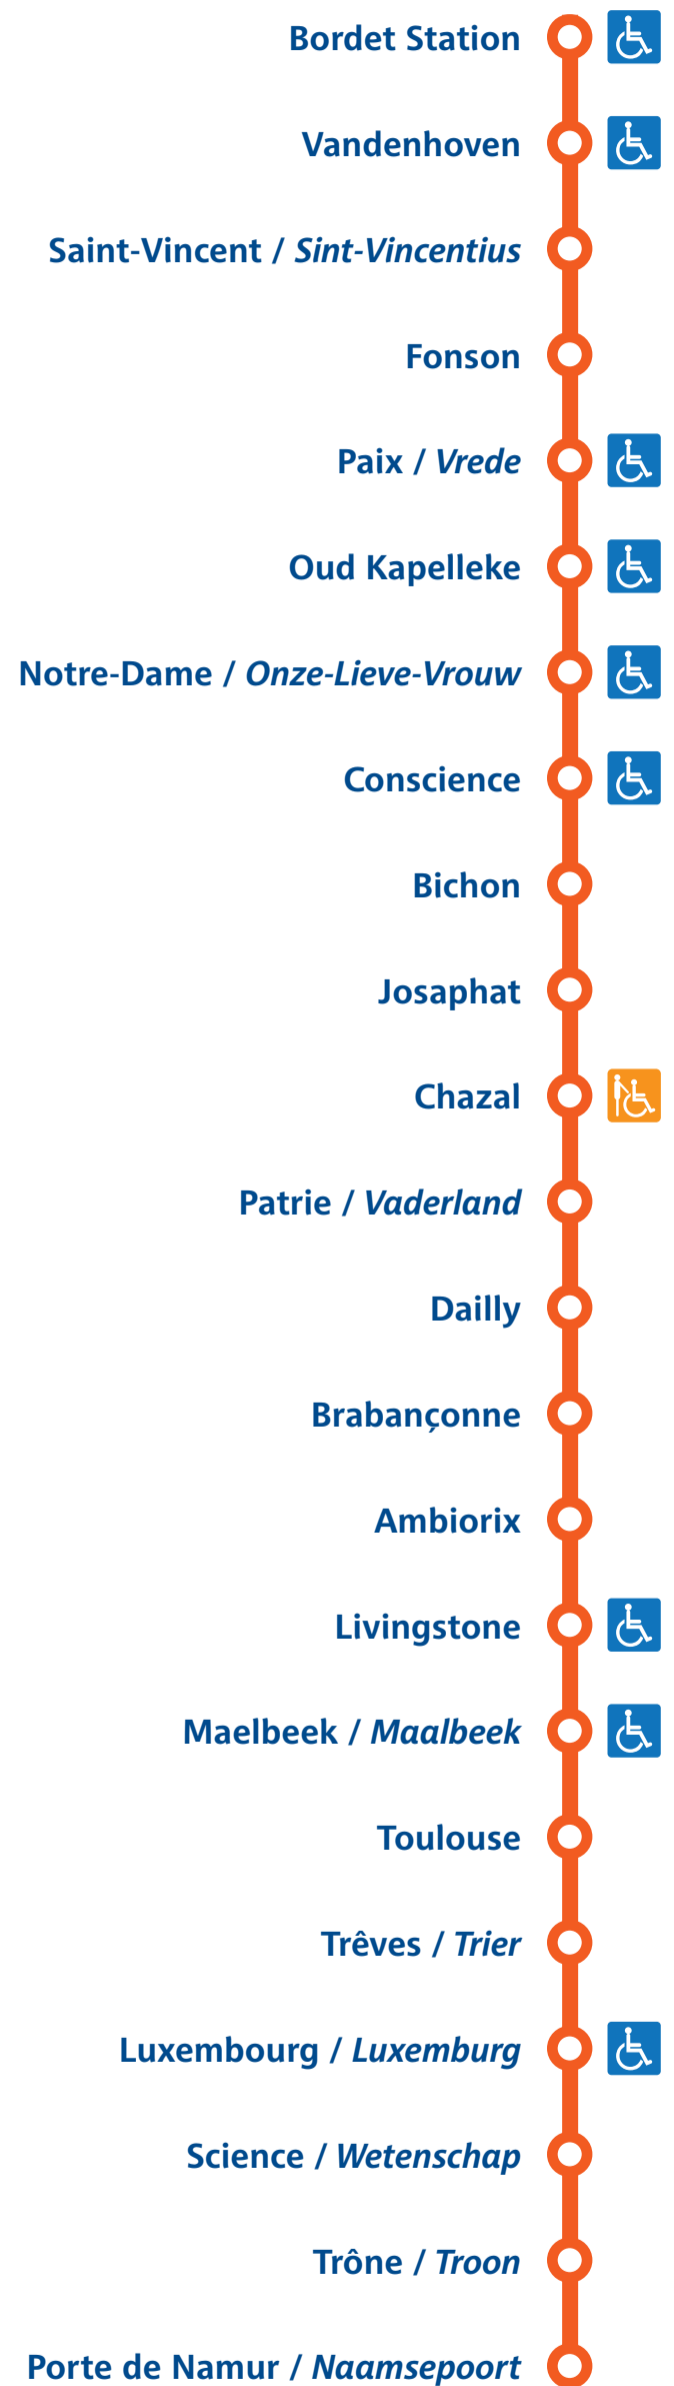 Bordet Station
Vandenhoven
Saint-Vincent / Sint-Vincentius
Fonson
Paix / Vrede
Oud Kapelleke
Notre-Dame / Onze-Lieve-Vrouw
Conscience
Bichon
Josaphat
Chazal
Patrie / Vaderland
Dailly
Brabançonne
Ambiorix
Livingstone
Maelbeek / Maalbeek
Toulouse
Trêves / Trier
Luxembourg / Luxemburg
Science / Wetenschap
Trône / Troon
Porte de Namur / Naamsepoort